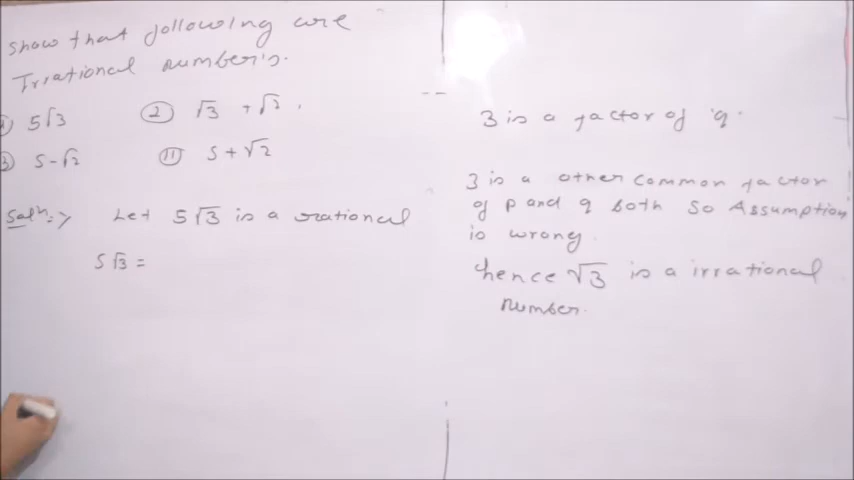 Show that following are
Irrational number's.
5√3 ② √3 + √2 .
③ 5-√2 ⑪ 5+√2
Soln:> Let 5√3 is a rational
5√3 =
3 is a factor of 'q.
3 is a other common factor
of p and q both so Assumption
is wrong.
hence √3 is a irrational
number.